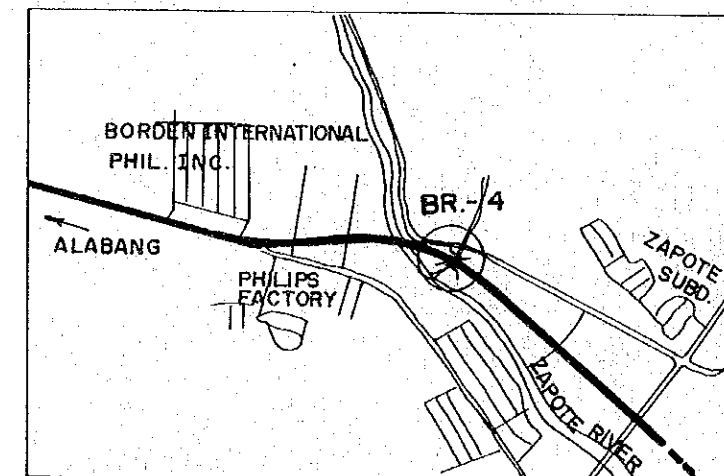 BORDEN INTERNATIONAL
PHIL. INC.
BR.-4
ALABANG
ZAPOTE
SUBD.
PHILIPS
FACTORY
ZAPOTE RIVER